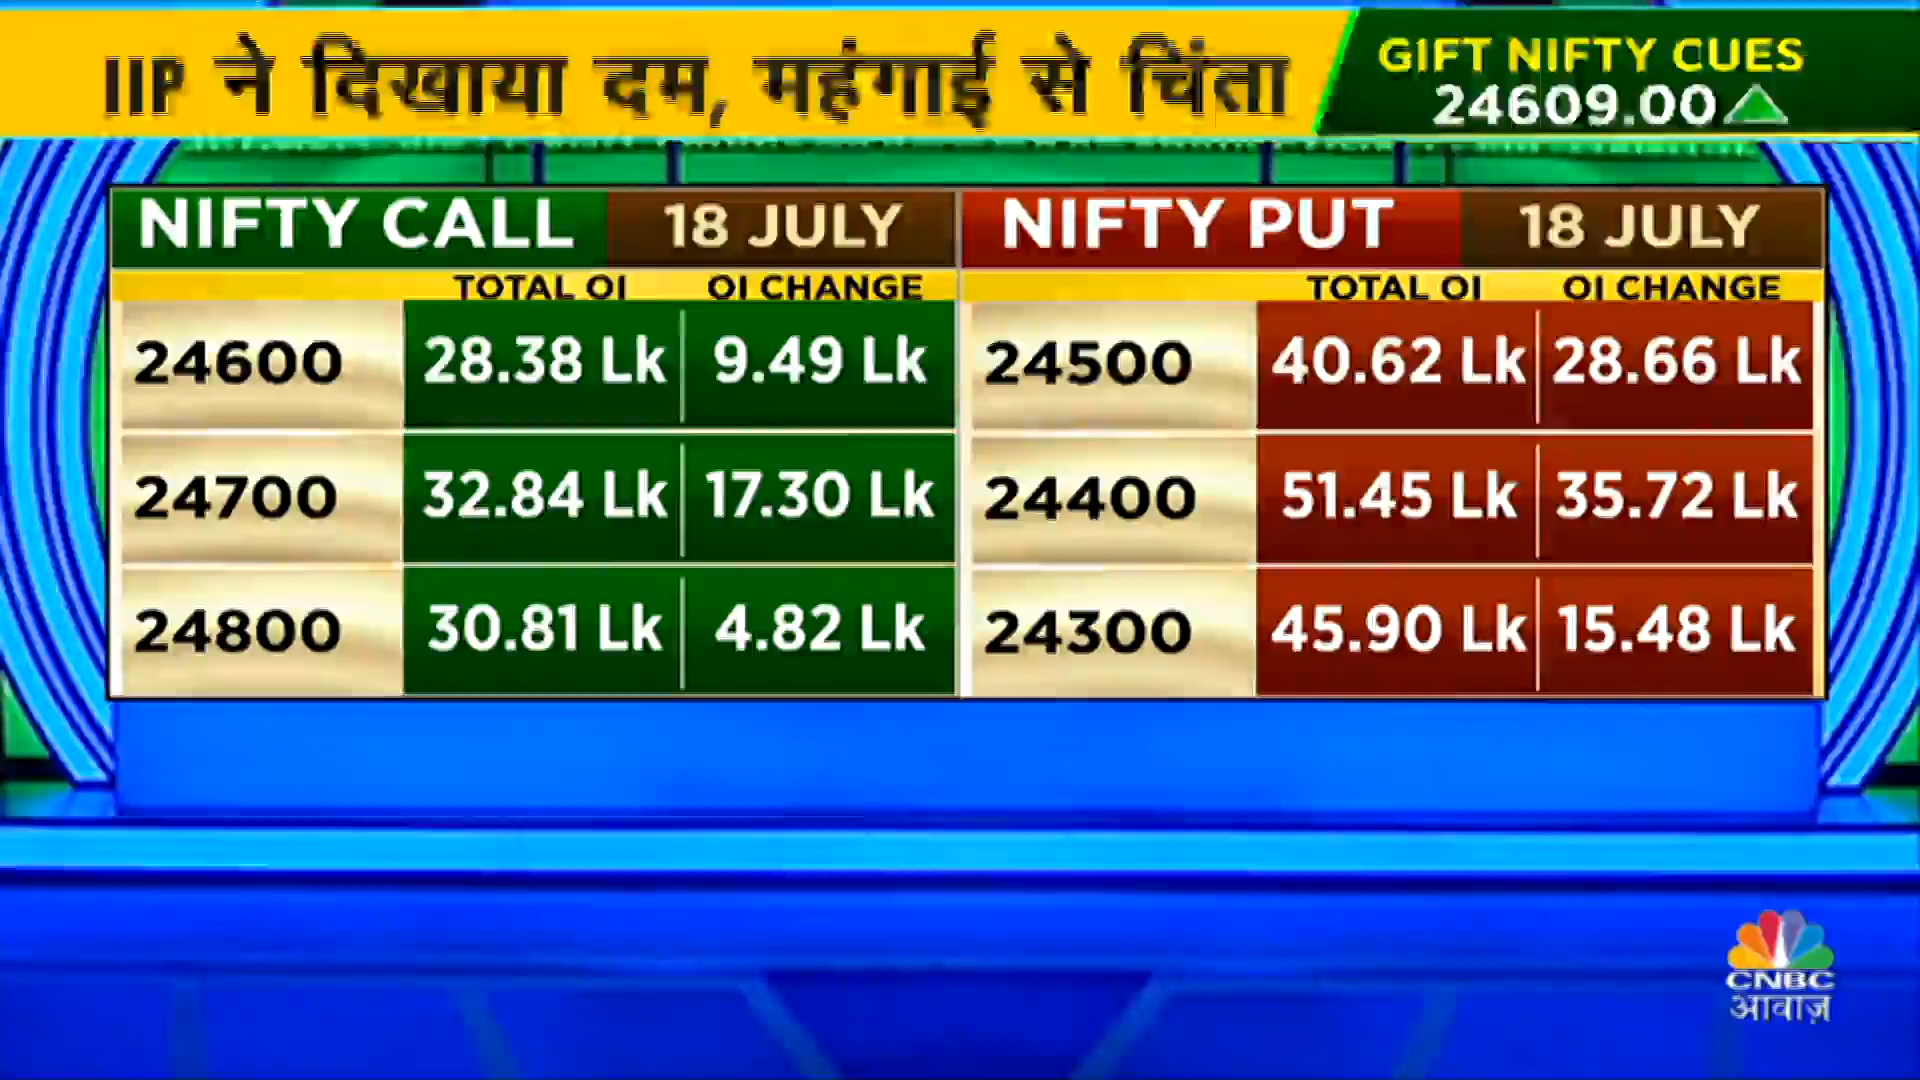 IIP ने दिखाया दम, महंगाई से चिंता
GIFT NIFTY CUES
24609.00
NIFTY CALL 18 JULY NIFTY PUT 18 JULY
TOTAL OI OI CHANGE TOTAL OI OI CHANGE
24600 28.38 Lk 9.49 Lk 24500 40.62 Lk 28.66 Lk
24700 32.84 Lk 17.30 Lk 24400 51.45 Lk 35.72 Lk
24800 30.81 Lk 4.82 Lk 24300 45.90 Lk 15.48 Lk
CNBC
आवाज़